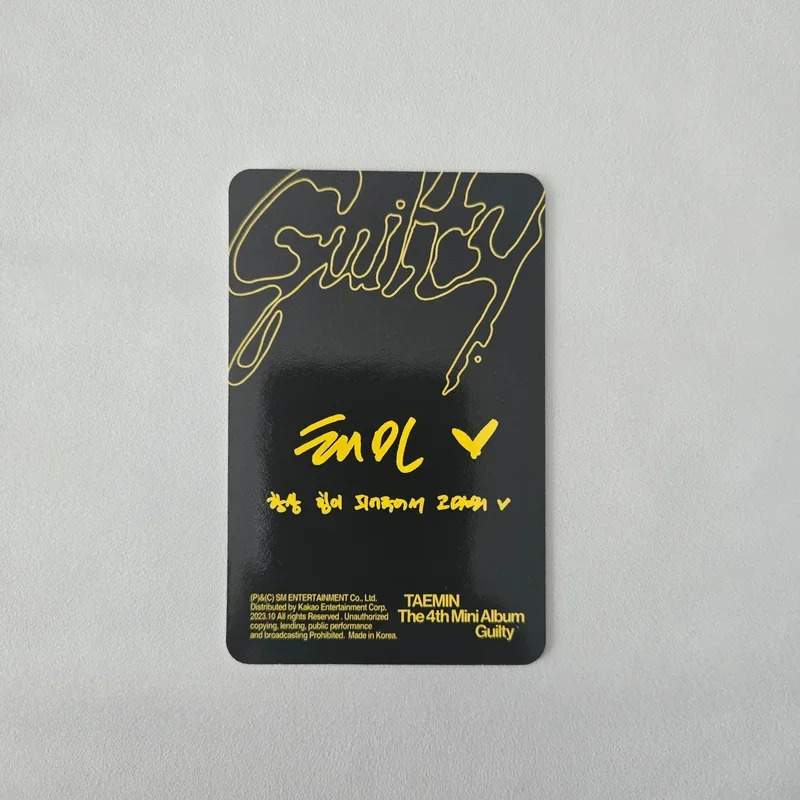 Guilty
태민
항상 힘이 되어줘서 고마워
(P)&(C) SM ENTERTAINMENT Co., Ltd.
Distributed by Kakao Entertainment Corp.
2023.10 All rights Reserved. Unauthorized
copying, lending, public performance
and broadcasting Prohibited. Made in Korea.
TAEMIN
The 4th Mini Album
Guilty